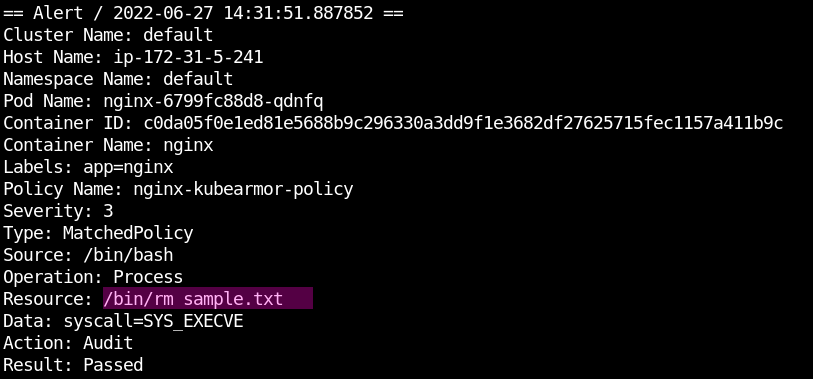 == Alert / 2022-06-27 14:31:51.887852 ==
Cluster Name: default
Host Name: ip-172-31-5-241
Namespace Name: default
Pod Name: nginx-6799fc88d8-qdnfq
Container ID: c0da05f0e1ed81e5688b9c296330a3dd9f1e3682df27625715fec1157a411b9c
Container Name: nginx
Labels: app=nginx
Policy Name: nginx-kubearmor-policy
Severity: 3
Type: MatchedPolicy
Source: /bin/bash
Operation: Process
Resource: /bin/rm sample.txt
Data: syscall=SYS_EXECVE
Action: Audit
Result: Passed